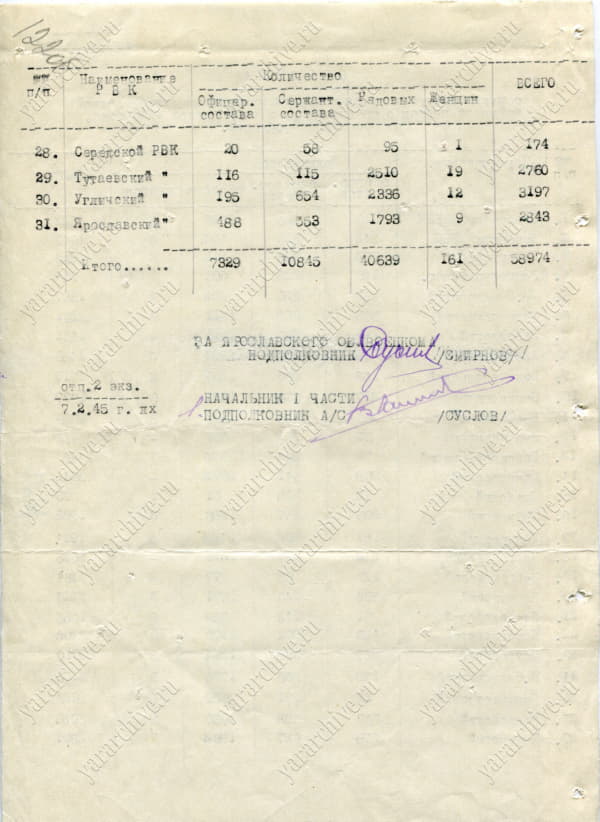 122об
№№ Наименование Количество ВСЕГО
п/п. Р В К Офицер. состава Сержант. состава Рядовых Женщин
28. Середской РВК 20 58 95 1 174
29. Тутаевский " 116 115 2510 19 2760
30. Угличский " 195 654 2336 12 3197
31. Ярославский " 488 553 1793 9 2843
Итого...... 7329 10845 40639 161 58974
ЗА ЯРОСЛАВСКОГО ОБЛВОЕНКОМА
ПОДПОЛКОВНИК /СМИРНОВ/
отп.2 экз.
7.2.45 г. пх
НАЧАЛЬНИК I ЧАСТИ
ПОДПОЛКОВНИК А/С /СУСЛОВ/
yararchive.ru